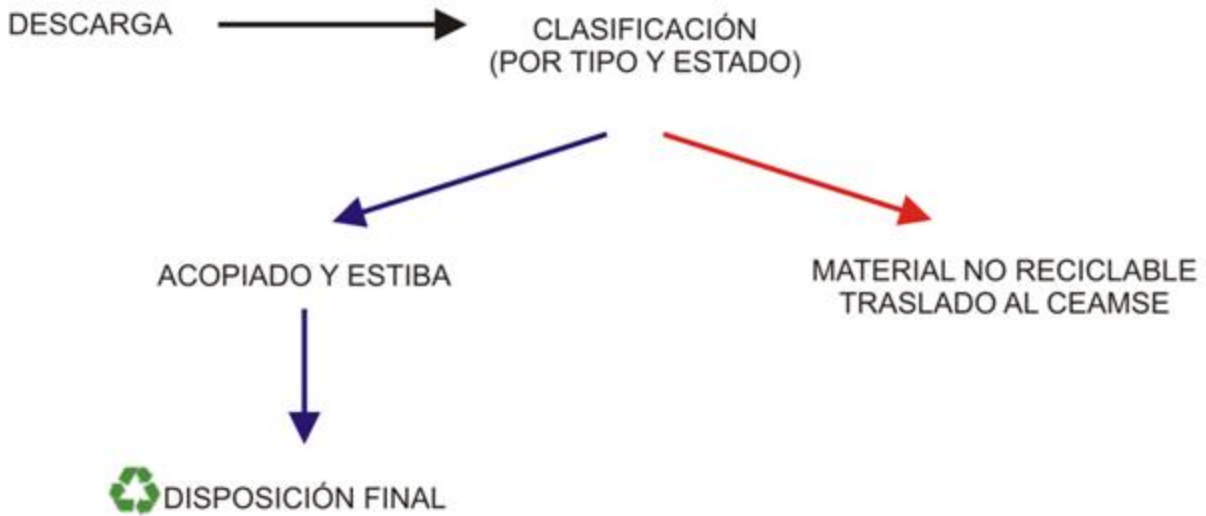 DESCARGA
CLASIFICACIÓN
(POR TIPO Y ESTADO)
ACOPIADO Y ESTIBA
MATERIAL NO RECICLABLE
TRASLADO AL CEAMSE
DISPOSICIÓN FINAL